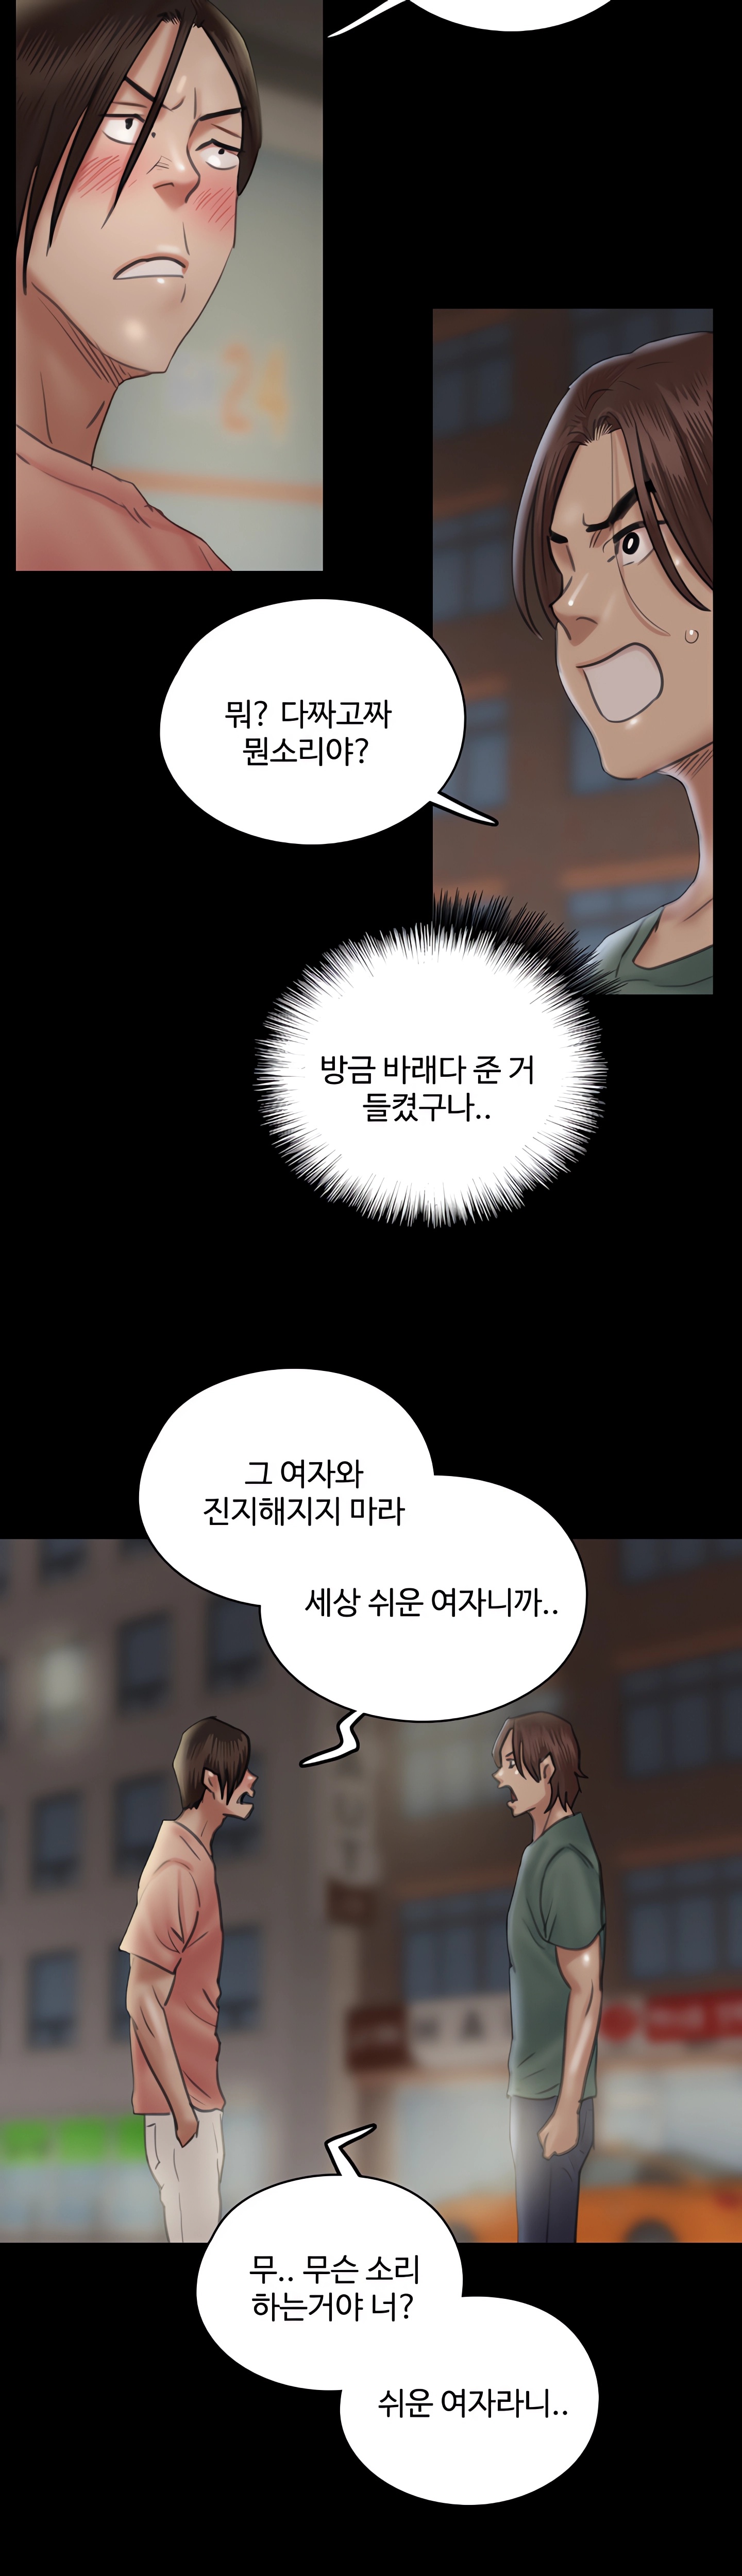 24
뭐? 다짜고짜
뭔소리야?
방금 바래다 준 거
들켰구나..
그 여자와
진지해지지 마라
세상 쉬운 여자니까..
무.. 무슨 소리
하는거야 너?
쉬운 여자라니..